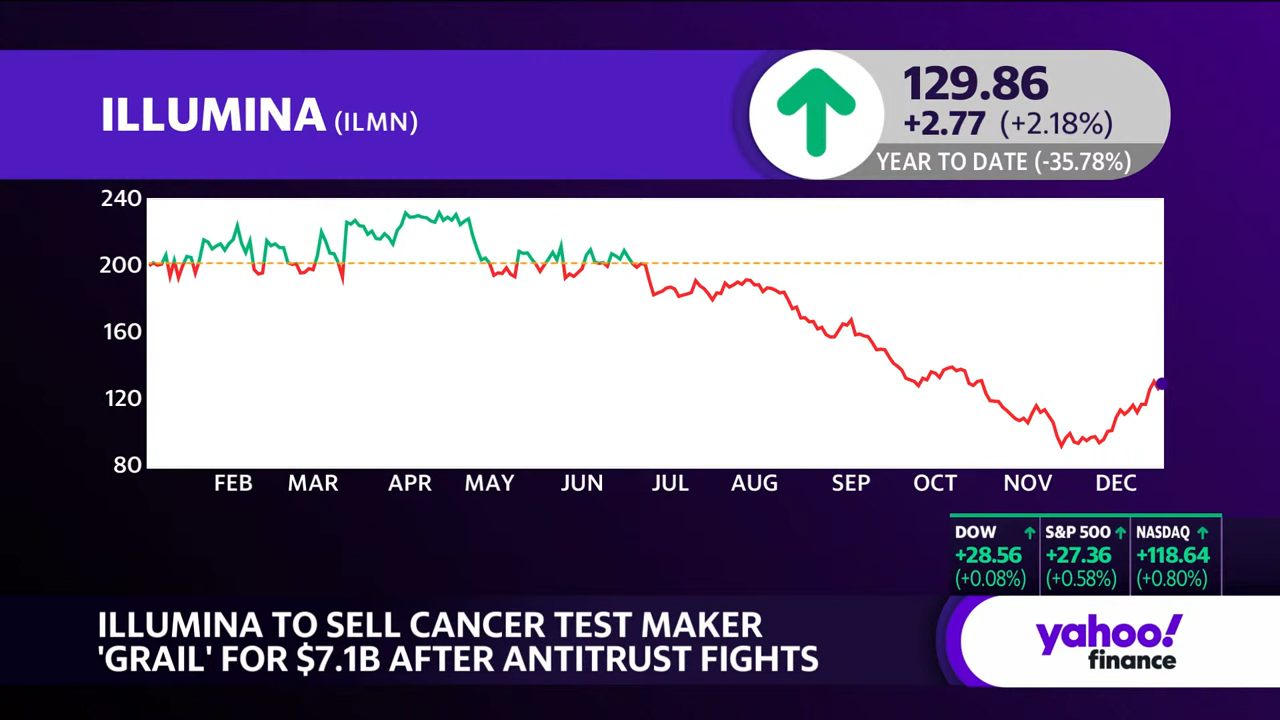 ILLUMINA (ILMN)
129.86
+2.77 (+2.18%)
YEAR TO DATE (-35.78%)
240
200
160
120
80
FEB MAR APR MAY JUN JUL AUG SEP OCT NOV DEC
DOW S&P 500 NASDAQ
+28.56 +27.36 +118.64
(+0.08%) (+0.58%) (+0.80%)
ILLUMINA TO SELL CANCER TEST MAKER
'GRAIL' FOR $7.1B AFTER ANTITRUST FIGHTS
yahoo!
finance